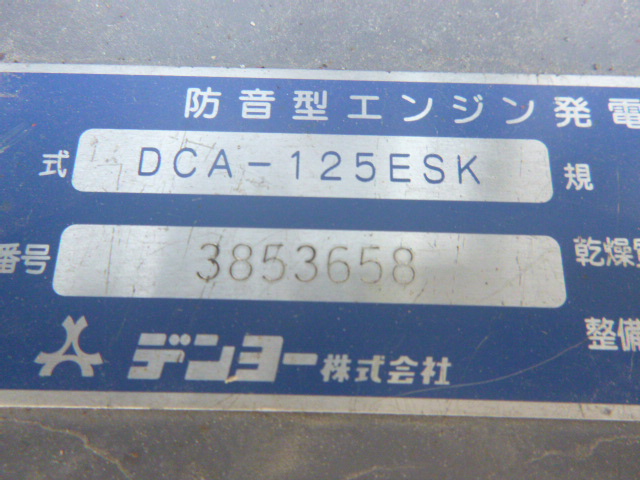 防音型エンジン発電
式 DCA-125ESK 規
番号 3853658 乾燥質
整備
デンヨー株式会社